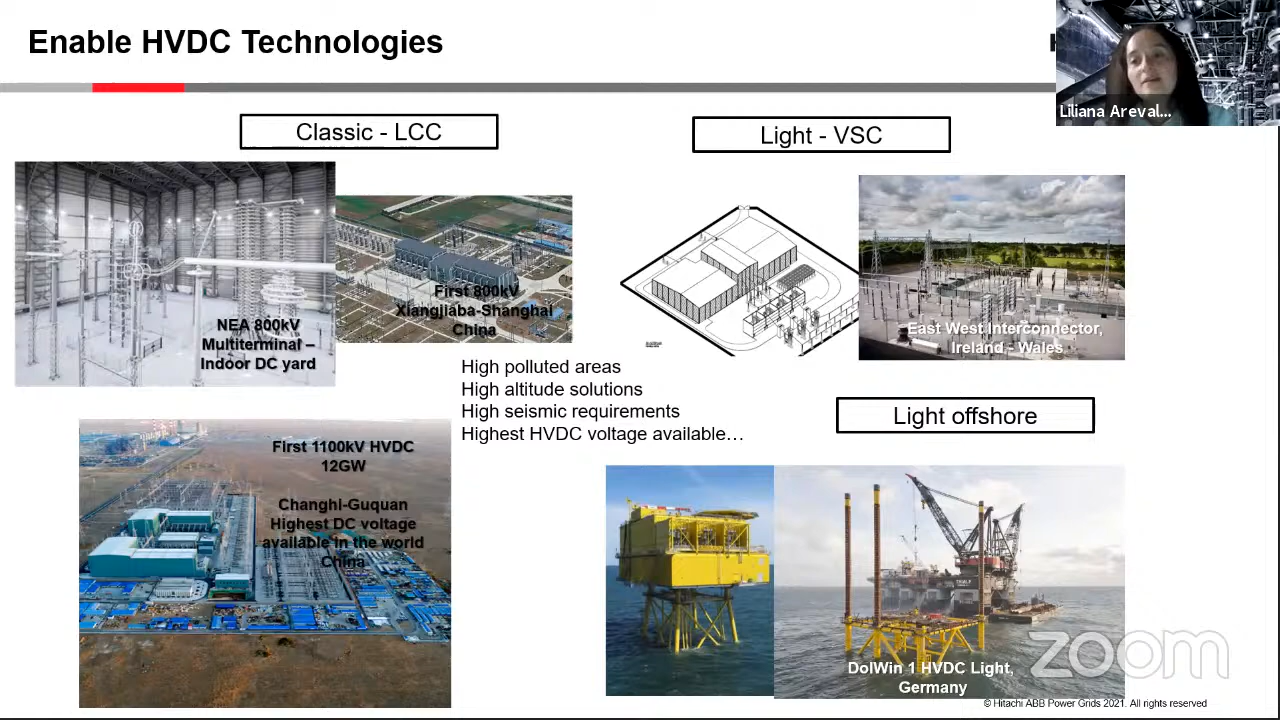 Enable HVDC Technologies
Liliana Areval...
Classic - LCC
Light - VSC
NEA 800kV
Multiterminal –
Indoor DC yard
First 800kV
Xiangjiaba-Shanghai
China
East West Interconnector,
Ireland - Wales
High polluted areas
High altitude solutions
High seismic requirements
Highest HVDC voltage available…
Light offshore
First 1100kV HVDC
12GW
Changhi-Guquan
Highest DC voltage
available in the world
China
DolWin 1 HVDC Light,
Germany
zoom
© Hitachi ABB Power Grids 2021. All rights reserved